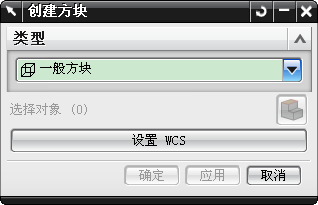 创建方块
类型
一般方块
选择对象 (0)
设置 WCS
确定 应用 取消